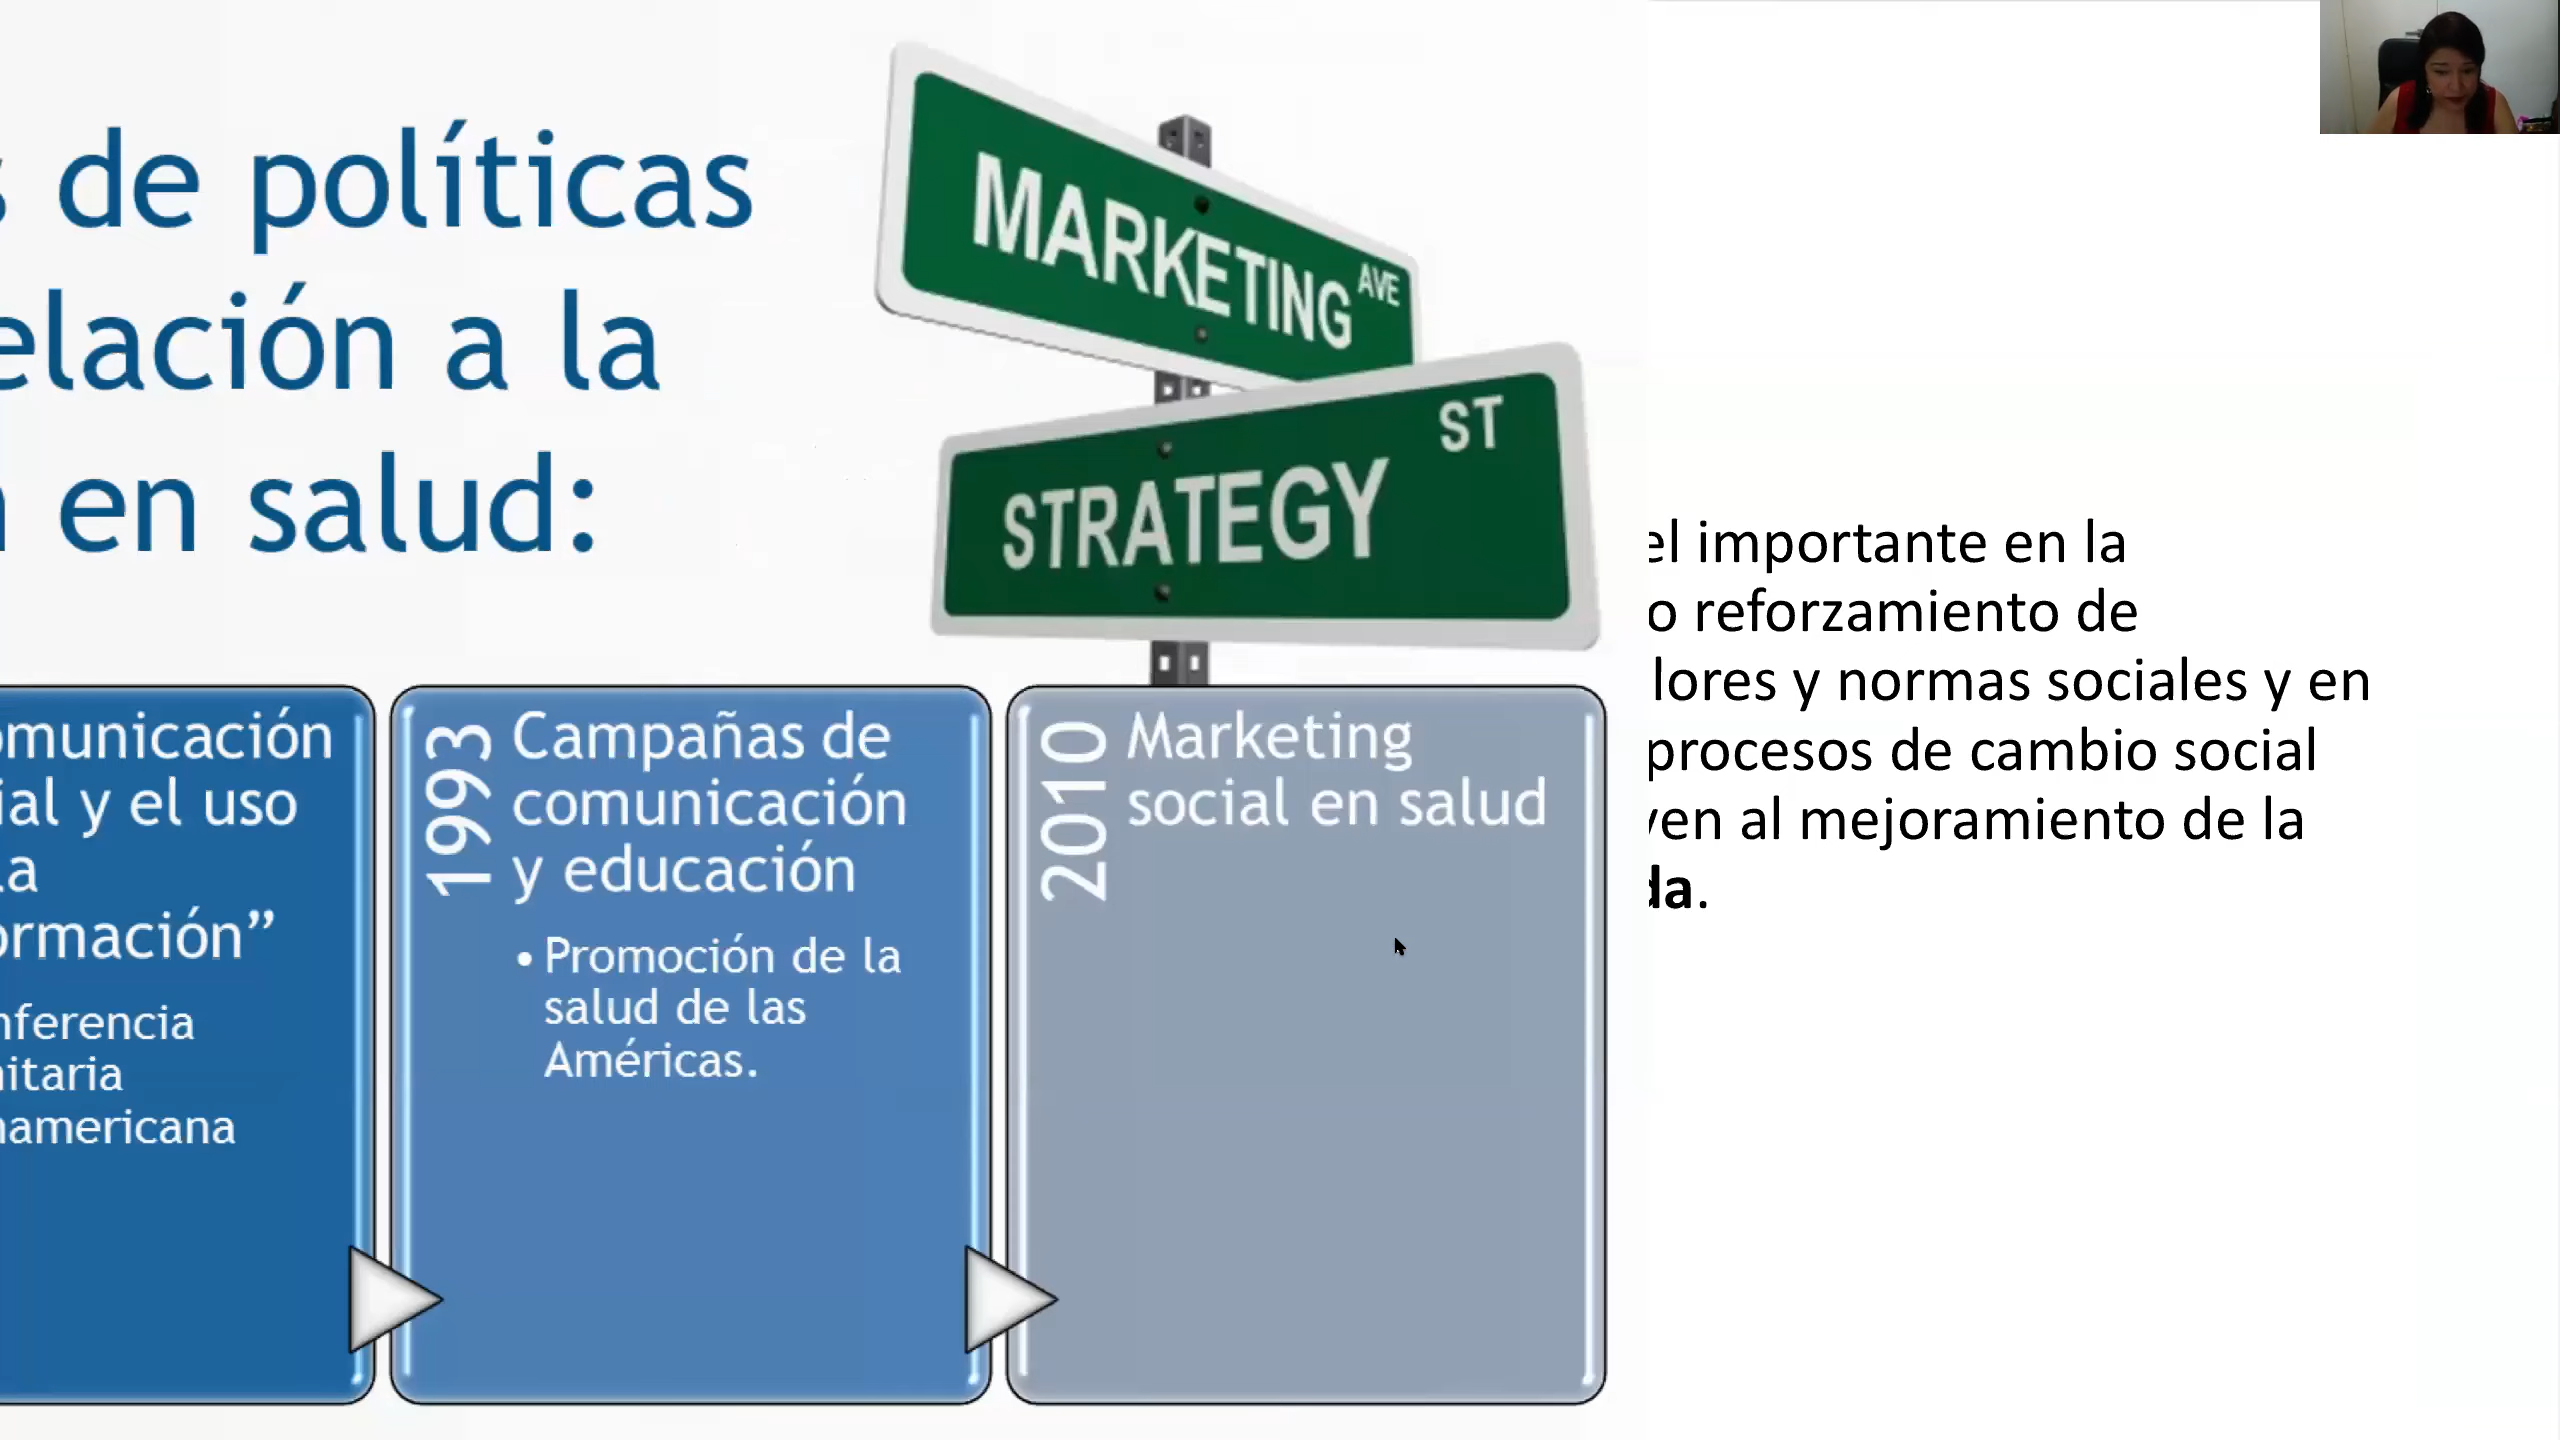 de políticas
elación a la
en en salud:
MARKETING AVE
STRATEGY ST
omunicación
ial y el uso
la
ormación”
nferencia
nitaria
namericana
1993
Campañas de
comunicación
y educación
• Promoción de la
salud de las
Américas.
2010
Marketing
social en salud
el importante en la
o reforzamiento de
lores y normas sociales y en
procesos de cambio social
yen al mejoramiento de la
da.